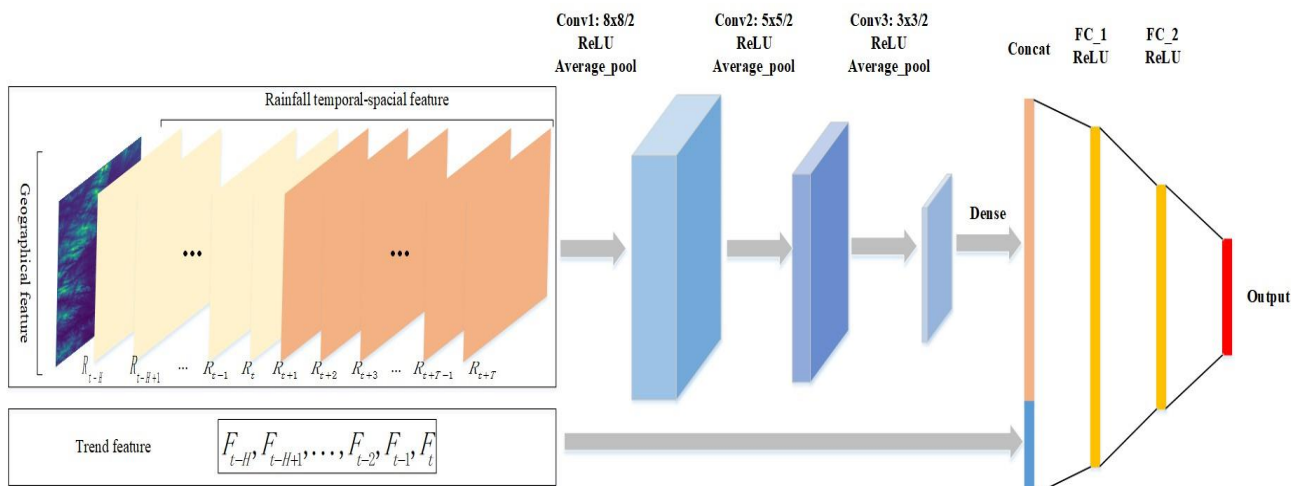 Conv1: 8x8/2
ReLU
Average_pool
Conv2: 5x5/2
ReLU
Average_pool
Conv3: 3x3/2
ReLU
Average_pool
Concat
FC_1
ReLU
FC_2
ReLU
Rainfall temporal-spacial feature
Geographical feature
...
...
R_{t-H} R_{t-H+1} ... R_{t-1} R_t R_{t+1} R_{t+2} R_{t+3} ... R_{t+T-1} R_{t+T}
Dense
Output
Trend feature
F_{t-H}, F_{t-H+1}, ..., F_{t-2}, F_{t-1}, F_t